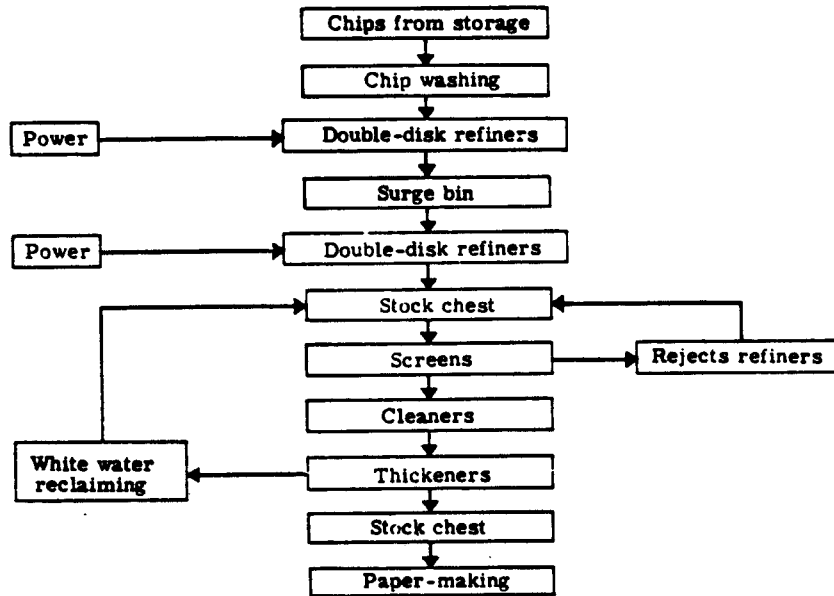 Chips from storage
Chip washing
Power
Double-disk refiners
Surge bin
Power
Double-disk refiners
Stock chest
Screens
Rejects refiners
Cleaners
White water
reclaiming
Thickeners
Stock chest
Paper-making